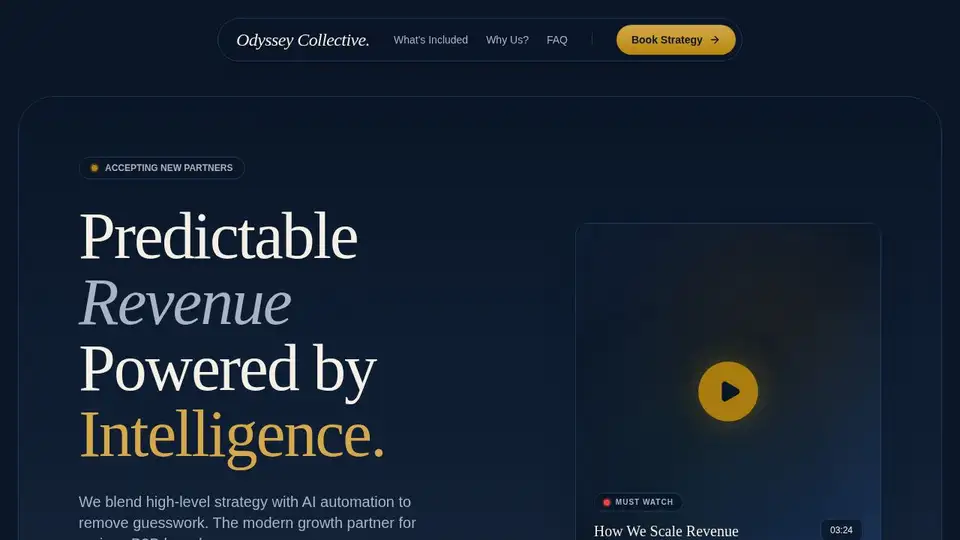 Odyssey Collective.
What's Included
Why Us?
FAQ
Book Strategy
ACCEPTING NEW PARTNERS
Predictable
Revenue
Powered by
Intelligence.
We blend high-level strategy with AI automation to
remove guesswork. The modern growth partner for
MUST WATCH
How We Scale Revenue
03:24